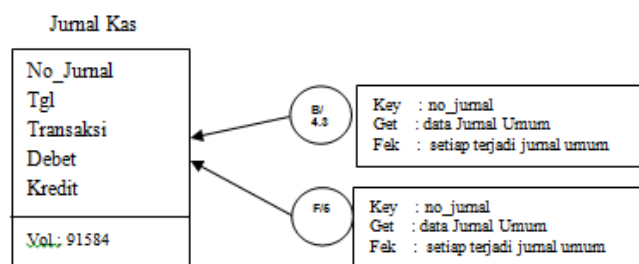 Jurnal Kas
No_Jurnal
Tgl
Transaksi
Debet
Kredit
Vol.: 91584
B/
4.3
Key : no_jurnal
Get : data Jurnal Umum
Fek : setiap terjadi jurnal umum
F/6
Key : no_jurnal
Get : data Jurnal Umum
Fek : setiap terjadi jurnal umum